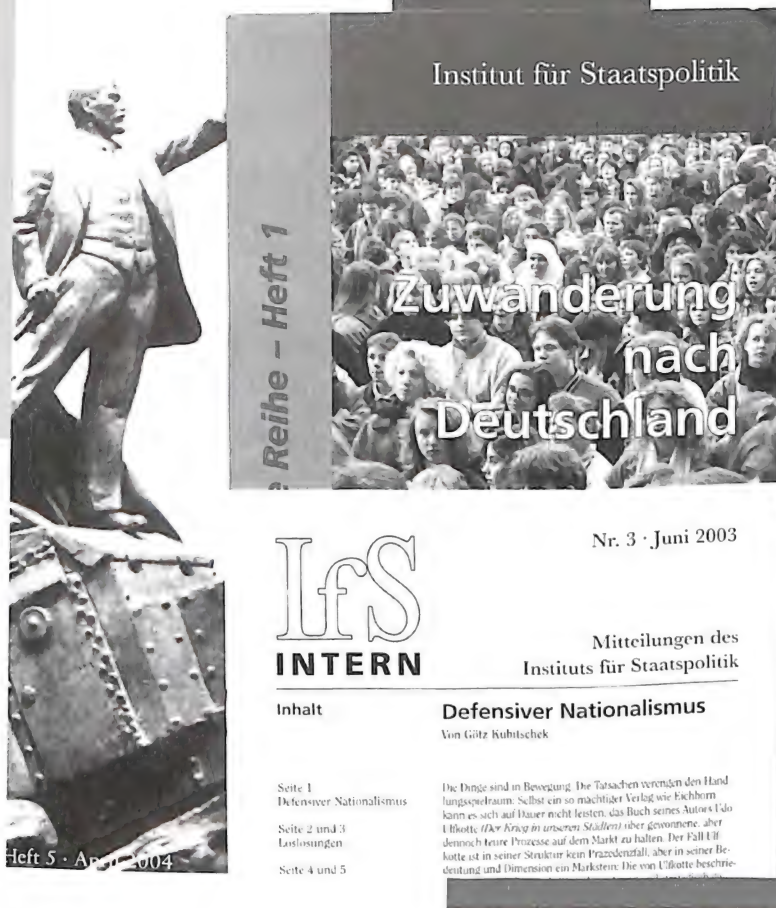 Institut für Staatspolitik
e Reihe – Heft 1
Zuwanderung
nach
Deutschland
Heft 5 · April 2004
IfS
INTERN
Nr. 3 · Juni 2003
Mitteilungen des
Instituts für Staatspolitik
Inhalt
Seite 1
Defensiver Nationalismus
Seite 2 und 3
Loslosungen
Seite 4 und 5
Defensiver Nationalismus
Von Götz Kubitschek
Die Dinge sind in Bewegung. Die Tatsachen verengen den Hand
lungsspielraum: Selbst ein so mächtiger Verlag wie Eichborn
kann es sich auf Dauer nicht leisten, das Buch seines Autors Udo
Ulfkotte (Der Krieg in unseren Städten) über gewonnene, aber
dennoch teure Prozesse auf dem Markt zu halten. Der Fall Ulf
kotte ist in seiner Struktur kein Präzedenzfall, aber in seiner Be-
deutung und Dimension ein Markstein: Die von Ulfkotte beschrie-